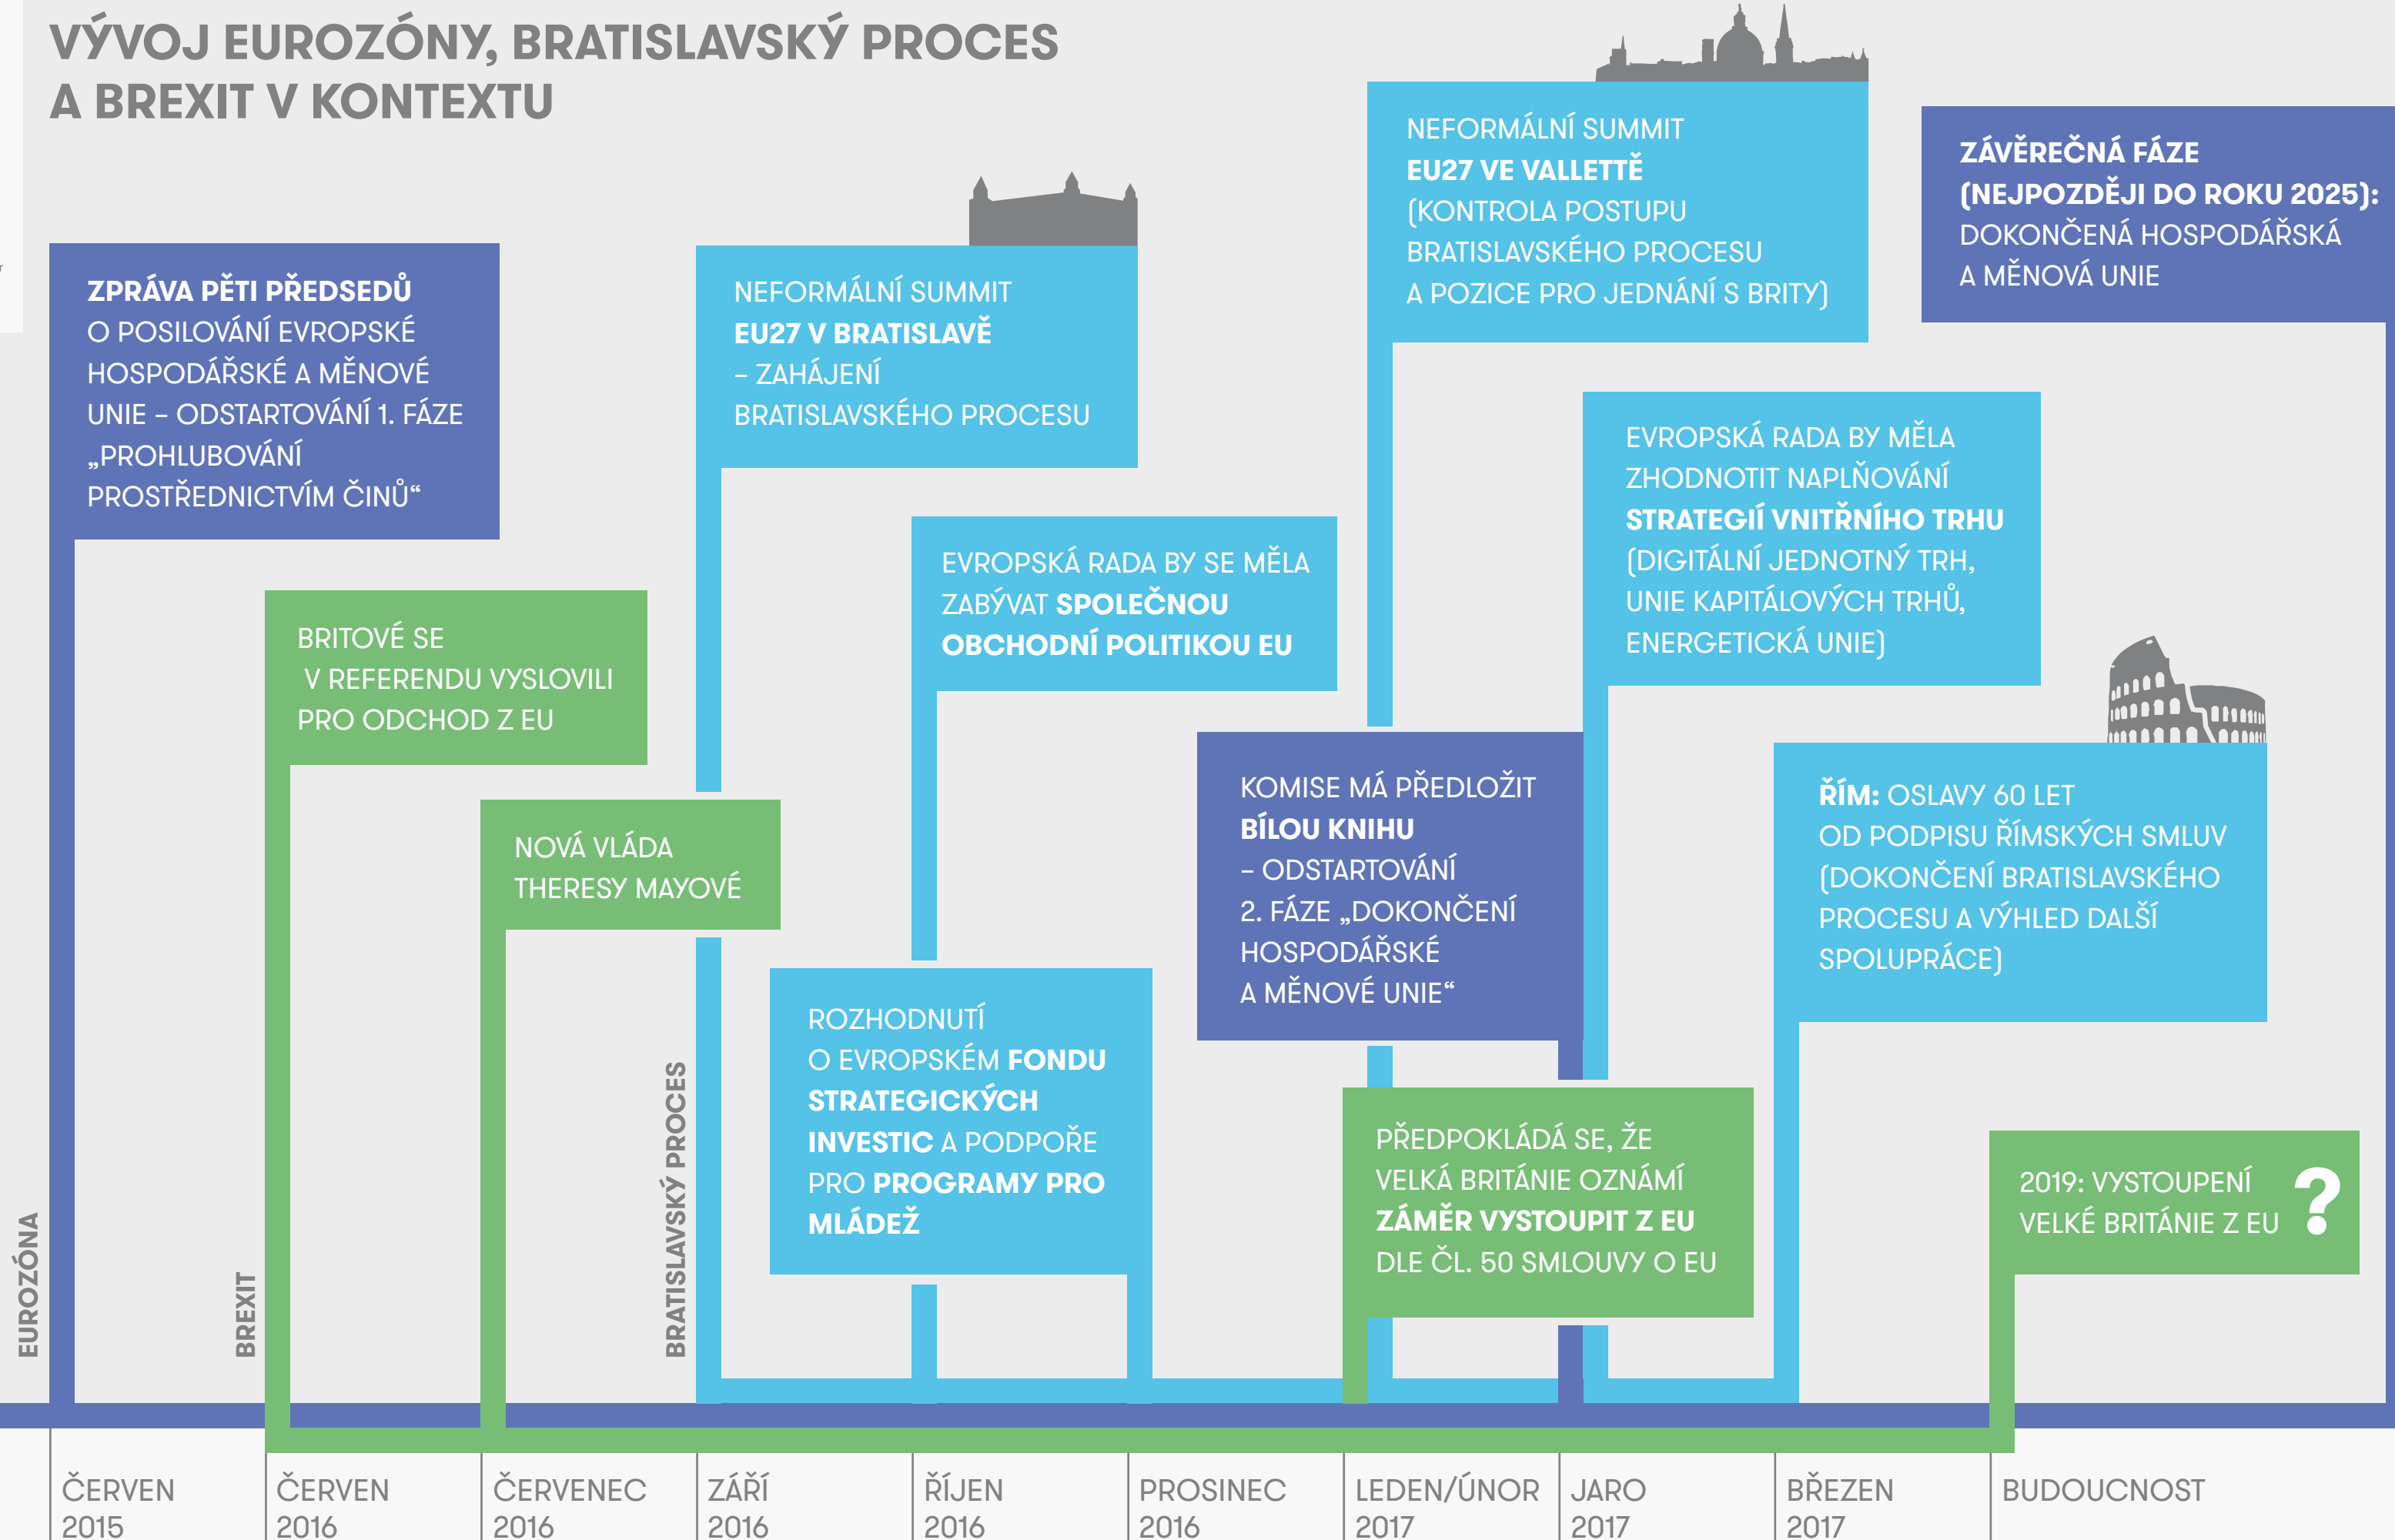 VÝVOJ EUROZÓNY, BRATISLAVSKÝ PROCES
A BREXIT V KONTEXTU
ZPRÁVA PĚTI PŘEDSEDŮ
O POSILOVÁNÍ EVROPSKÉ
HOSPODÁŘSKÉ A MĚNOVÉ
UNIE – ODSTARTOVÁNÍ 1. FÁZE
„PROHLUBOVÁNÍ
PROSTŘEDNICTVÍM ČINŮ“
BRITOVÉ SE
V REFERENDU VYSLOVILI
PRO ODCHOD Z EU
NOVÁ VLÁDA
THERESY MAYOVÉ
NEFORMÁLNÍ SUMMIT
EU27 V BRATISLAVĚ
– ZAHÁJENÍ
BRATISLAVSKÉHO PROCESU
EVROPSKÁ RADA BY SE MĚLA
ZABÝVAT SPOLEČNOU
OBCHODNÍ POLITIKOU EU
ROZHODNUTÍ
O EVROPSKÉM FONDU
STRATEGICKÝCH
INVESTIC A PODPOŘE
PRO PROGRAMY PRO
MLÁDEŽ
NEFORMÁLNÍ SUMMIT
EU27 VE VALLETTĚ
(KONTROLA POSTUPU
BRATISLAVSKÉHO PROCESU
A POZICE PRO JEDNÁNÍ S BRITY)
KOMISE MÁ PŘEDLOŽIT
BÍLOU KNIHU
– ODSTARTOVÁNÍ
2. FÁZE „DOKONČENÍ
HOSPODÁŘSKÉ
A MĚNOVÉ UNIE“
PŘEDPOKLÁDÁ SE, ŽE
VELKÁ BRITÁNIE OZNÁMÍ
ZÁMĚR VYSTOUPIT Z EU
DLE ČL. 50 SMLOUVY O EU
EVROPSKÁ RADA BY MĚLA
ZHODNOTIT NAPLŇOVÁNÍ
STRATEGIÍ VNITŘNÍHO TRHU
(DIGITÁLNÍ JEDNOTNÝ TRH,
UNIE KAPITÁLOVÝCH TRHŮ,
ENERGETICKÁ UNIE)
ŘÍM: OSLAVY 60 LET
OD PODPISU ŘÍMSKÝCH SMLUV
(DOKONČENÍ BRATISLAVSKÉHO
PROCESU A VÝHLED DALŠÍ
SPOLUPRÁCE)
ZÁVĚREČNÁ FÁZE
(NEJPOZDĚJI DO ROKU 2025):
DOKONČENÁ HOSPODÁŘSKÁ
A MĚNOVÁ UNIE
2019: VYSTOUPENÍ
VELKÉ BRITÁNIE Z EU ?
EUROZÓNA
BREXIT
BRATISLAVSKÝ PROCES
ČERVEN
2015
ČERVEN
2016
ČERVENEC
2016
ZÁŘÍ
2016
ŘÍJEN
2016
PROSINEC
2016
LEDEN/ÚNOR
2017
JARO
2017
BŘEZEN
2017
BUDOUCNOST